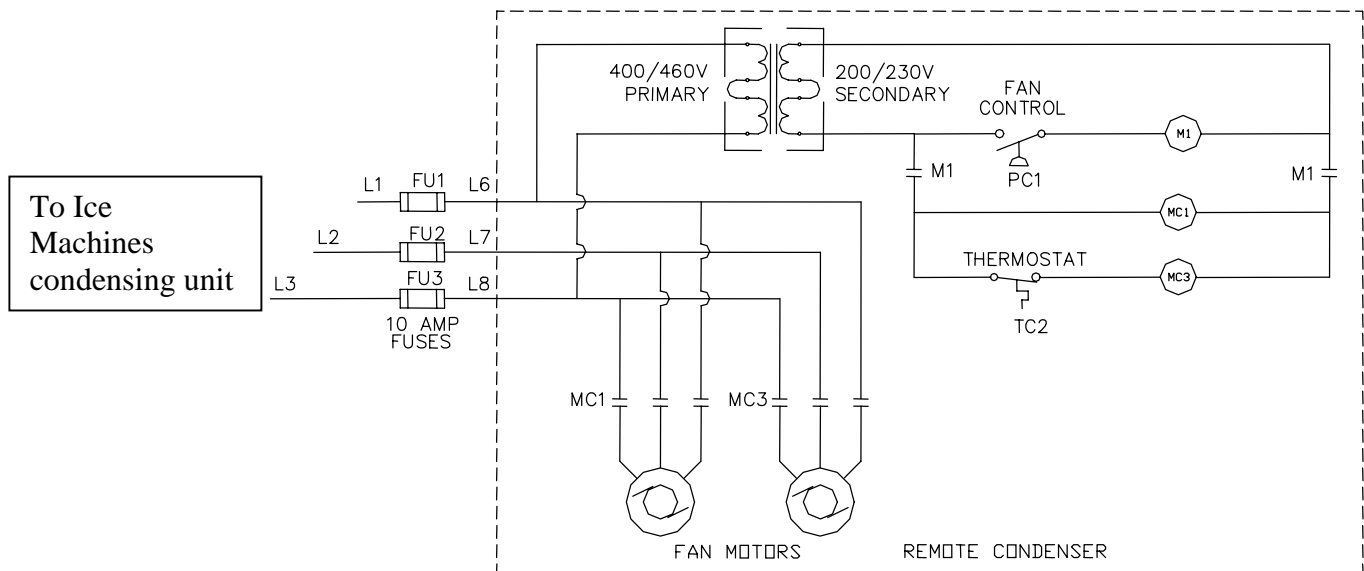 To Ice
Machines
condensing unit
L1
FU1
L6
L2
FU2
L7
L3
FU3
L8
10 AMP
FUSES
400/460V
PRIMARY
200/230V
SECONDARY
FAN
CONTROL
PC1
M1
M1
M1
MC1
THERMOSTAT
TC2
MC3
MC1
MC3
FAN MOTORS
REMOTE CONDENSER